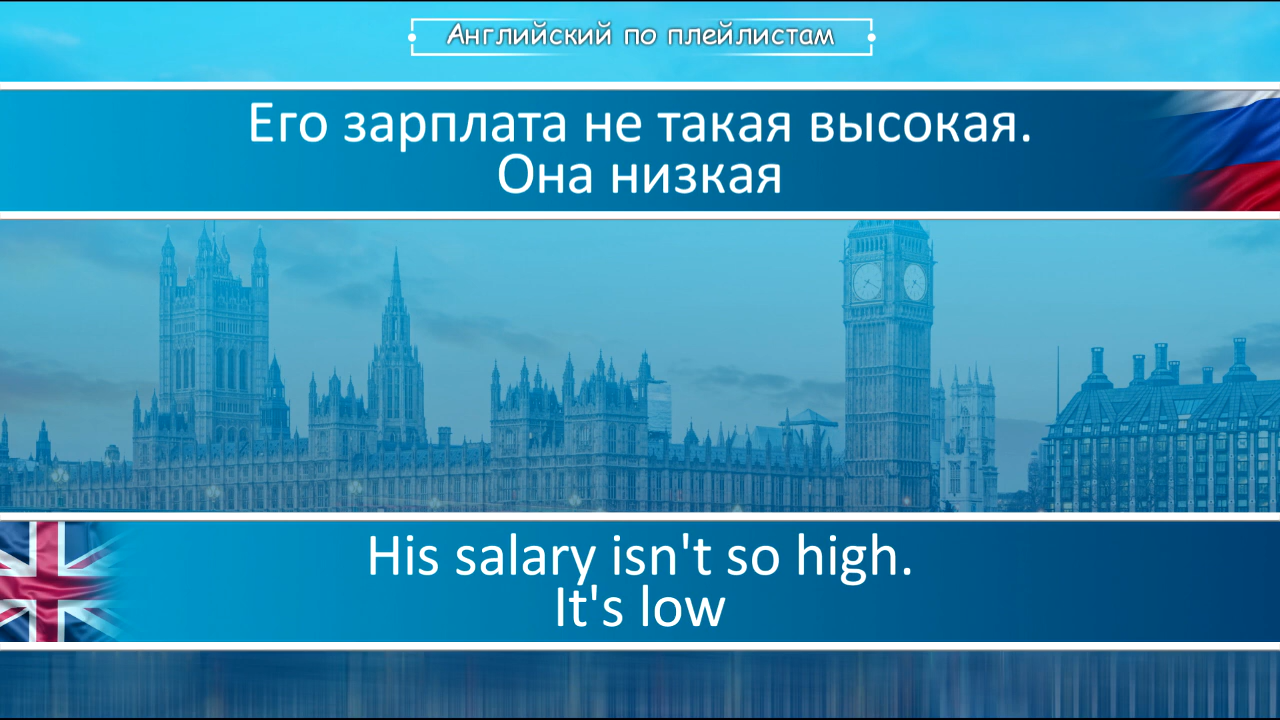 Английский по плейлистам
Его зарплата не такая высокая.
Она низкая
His salary isn't so high.
It's low